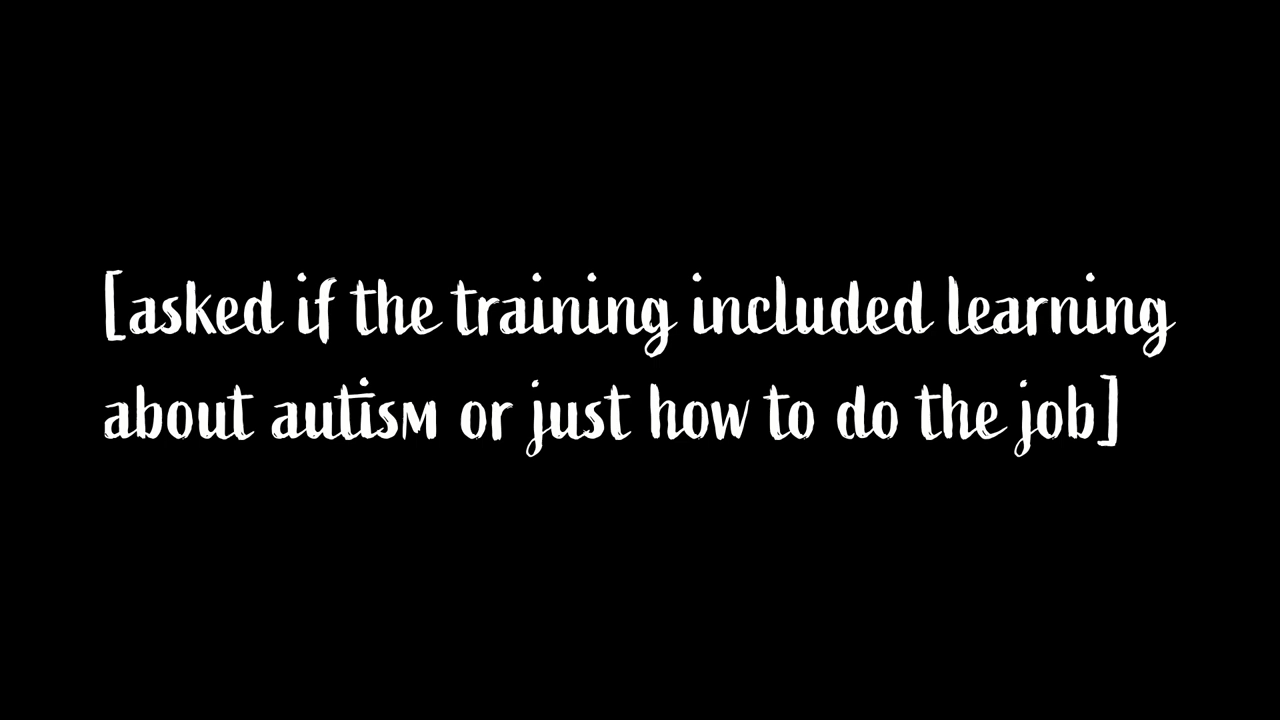 [asked if the training included learning
about autism or just how to do the job]